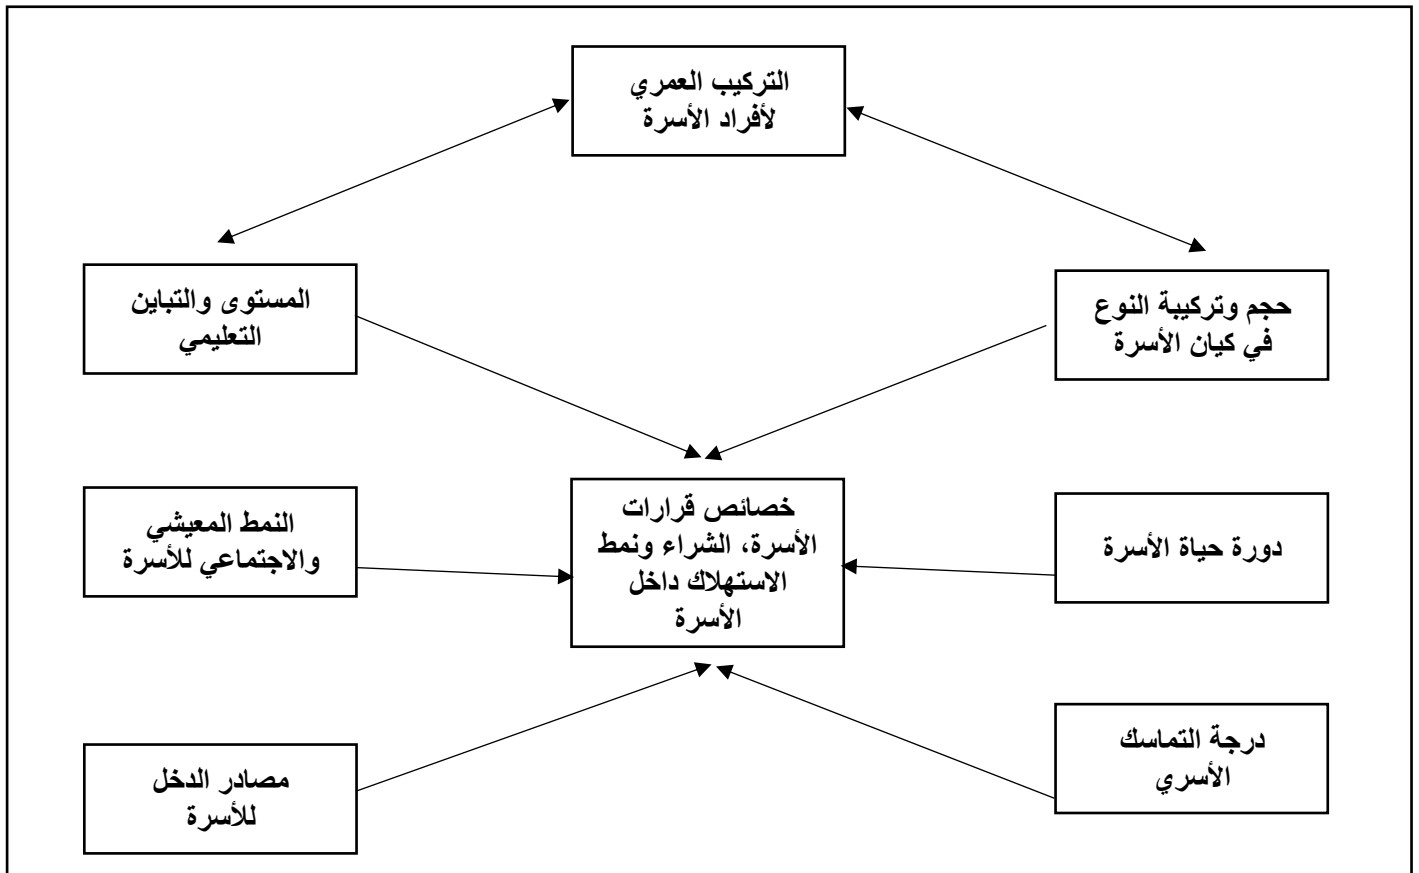 التركيب العمري
لأفراد الأسرة
حجم وتركيبة النوع
في كيان الأسرة
المستوى والتباين
التعليمي
خصائص قرارات
الأسرة، الشراء ونمط
الاستهلاك داخل
الأسرة
دورة حياة الأسرة
النمط المعيشي
والاجتماعي للأسرة
درجة التماسك
الأسري
مصادر الدخل
للأسرة